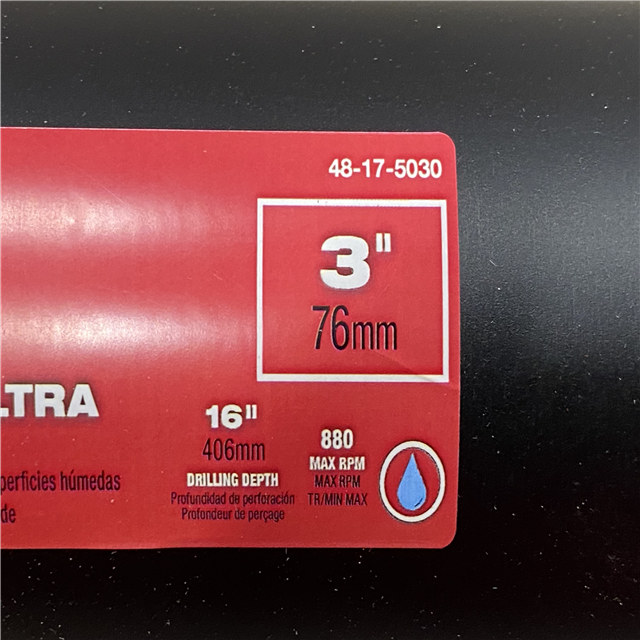 48-17-5030
3"
76mm
LTRA
16"
406mm
DRILLING DEPTH
Profundidad de perforación
Profondeur de perçage
880
MAX RPM
MAX RPM
TR/MIN MAX
perficies húmedas
de